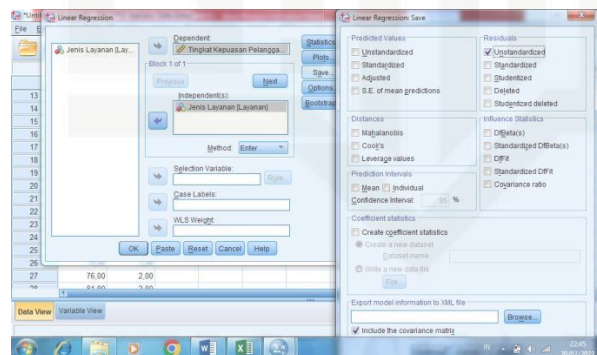 Linear Regression
File
Jenis Layanan [Lay...
Dependent:
Tingkat Kepuasan Pelangga...
Block 1 of 1
Previous
Next
Independent(s):
Jenis Layanan [Layanan]
Method: Enter
Selection Variable:
Rule...
Case Labels:
WLS Weight:
OK
Paste
Reset
Cancel
Help
Statistics
Plots...
Save...
Options
Bootstrap
13
14
15
16
17
18
19
20
21
22
23
24
25
26
27 76,00 2,00
28 81,00 2,00
Data View
Variable View
Linear Regression: Save
Predicted Values
Unstandardized
Standardized
Adjusted
S.E. of mean predictions
Residuals
Unstandardized
Standardized
Studentized
Deleted
Studentized deleted
Distances
Mahalanobis
Cook's
Leverage values
Influence Statistics
DfBeta(s)
Standardized DfBeta(s)
DfFit
Standardized DfFit
Covariance ratio
Prediction Intervals
Mean
Individual
Confidence Interval: 95 %
Coefficient statistics
Create coefficient statistics
Create a new dataset
Dataset name:
Write a new data file
File...
Export model information to XML file
Browse...
Include the covariance matrix
IN
22:45